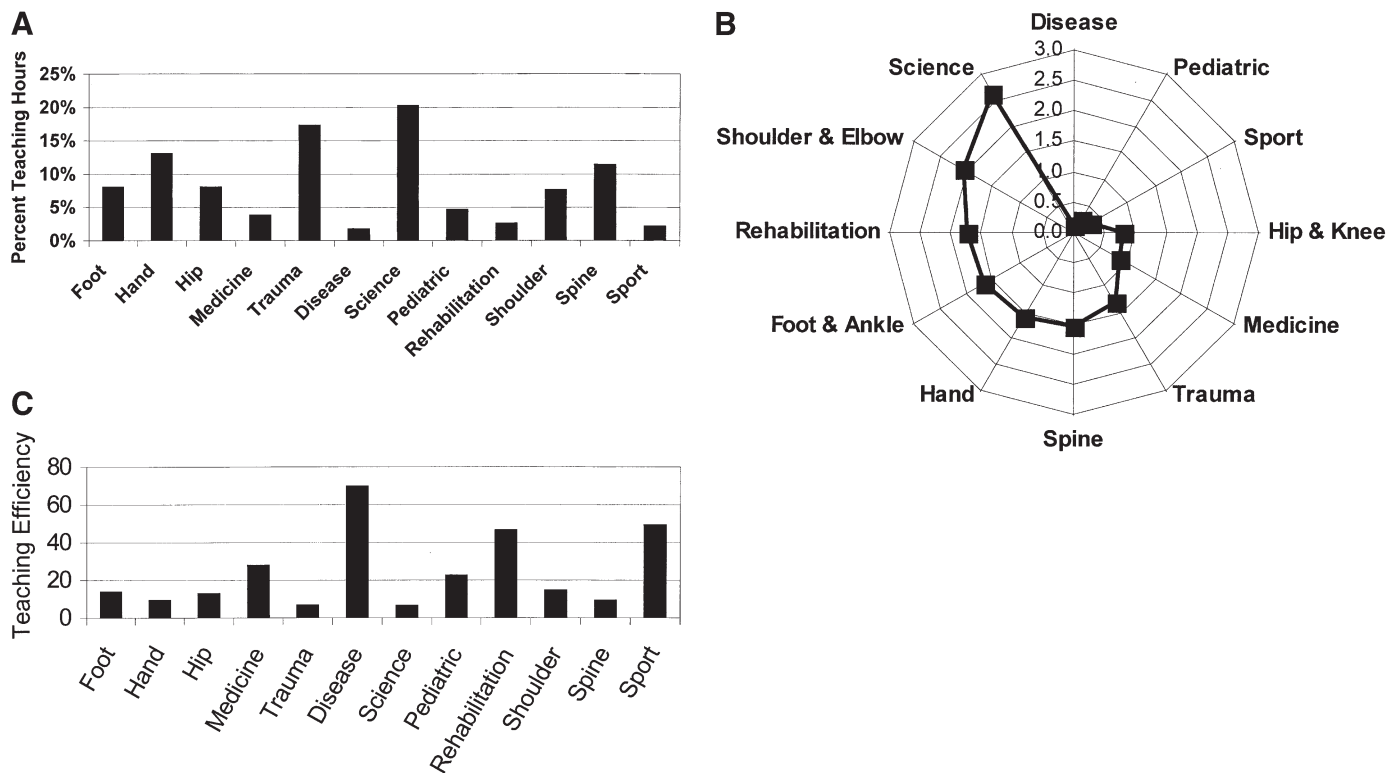 A
Percent Teaching Hours
25%
20%
15%
10%
5%
0%
Foot
Hand
Hip
Medicine
Trauma
Disease
Science
Pediatric
Rehabilitation
Shoulder
Spine
Sport
B
Disease
Pediatric
Sport
Hip & Knee
Medicine
Trauma
Spine
Hand
Foot & Ankle
Rehabilitation
Shoulder & Elbow
Science
3.0
2.5
2.0
1.5
1.0
0.5
0.0
C
Teaching Efficiency
80
60
40
20
0
Foot
Hand
Hip
Medicine
Trauma
Disease
Science
Pediatric
Rehabilitation
Shoulder
Spine
Sport